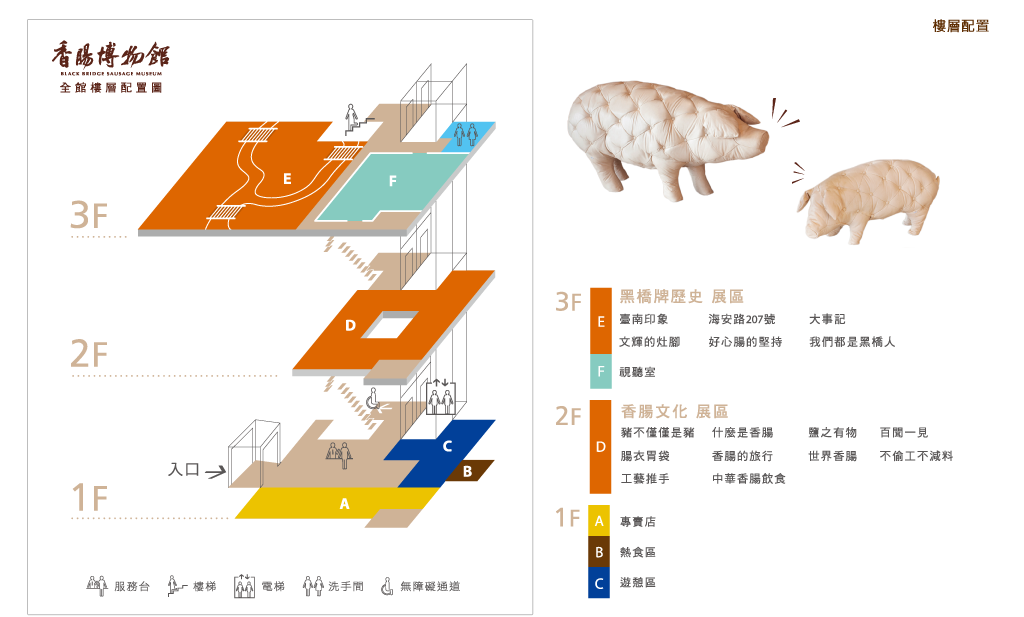 樓層配置
香腸博物館
BLACK BRIDGE SAUSAGE MUSEUM
全館樓層配置圖
3F
E
F
2F
D
1F
入口
C
B
A
服務台 樓梯 電梯 洗手間 無障礙通道
3F
黑橋牌歷史 展區
E
臺南印象 海安路207號 大事記
文輝的灶腳 好心腸的堅持 我們都是黑橋人
F 視聽室
2F
香腸文化 展區
D
豬不僅僅是豬 什麼是香腸 鹽之有物 百聞一見
腸衣胃袋 香腸的旅行 世界香腸 不偷工不減料
工藝推手 中華香腸飲食
1F
A 專賣店
B 熱食區
C 遊憩區